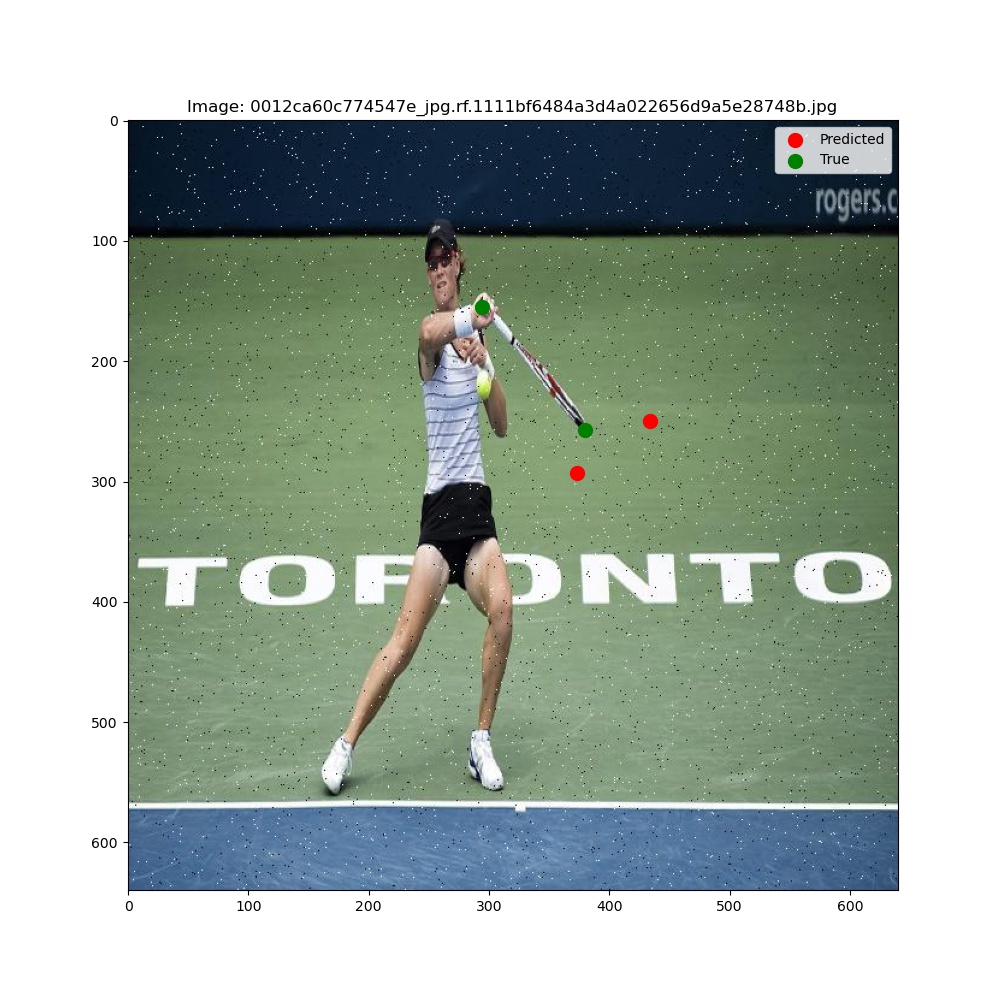 Image: 0012ca60c774547e_jpg.rf.1111bf6484a3d4a022656d9a5e28748b.jpg
Predicted
True
rogers.c
TORONTO
0
100
200
300
400
500
600
0 100 200 300 400 500 600